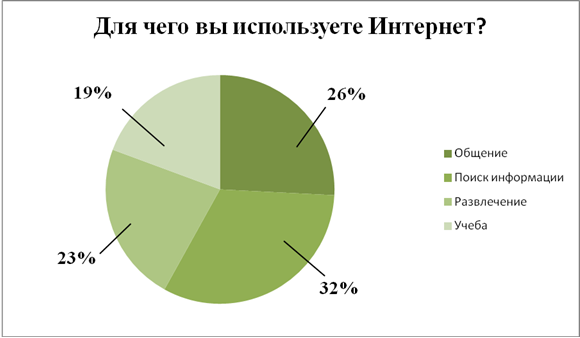 Для чего вы используете Интернет?
19%
26%
Общение
Поиск информации
Развлечение
Учеба
23%
32%